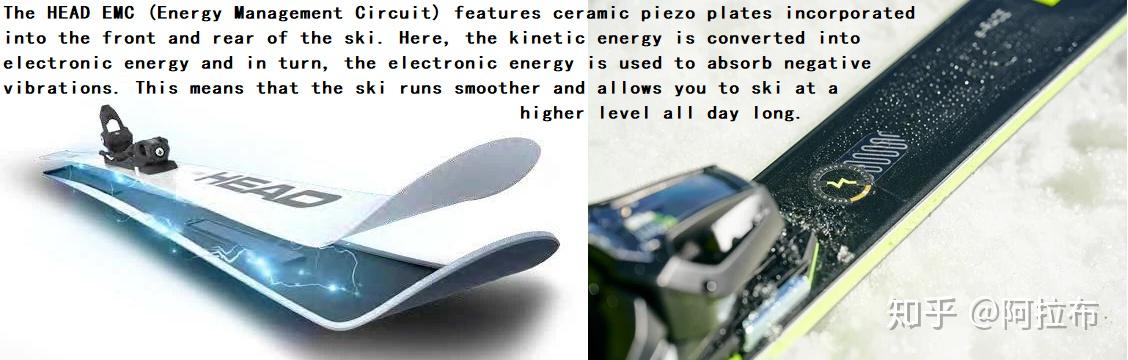 The HEAD EMC (Energy Management Circuit) features ceramic piezo plates incorporated
into the front and rear of the ski. Here, the kinetic energy is converted into
electronic energy and in turn, the electronic energy is used to absorb negative
vibrations. This means that the ski runs smoother and allows you to ski at a
higher level all day long.
HEAD
知乎 @阿拉布